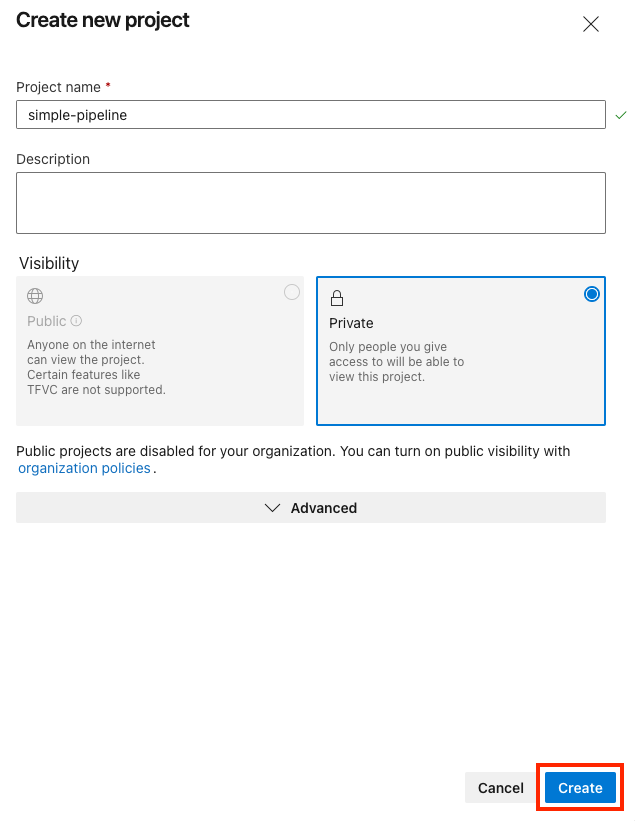 Create new project
Project name *
simple-pipeline
Description
Visibility
Public
Anyone on the internet
can view the project.
Certain features like
TFVC are not supported.
Private
Only people you give
access to will be able to
view this project.
Public projects are disabled for your organization. You can turn on public visibility with
organization policies.
Advanced
Cancel
Create